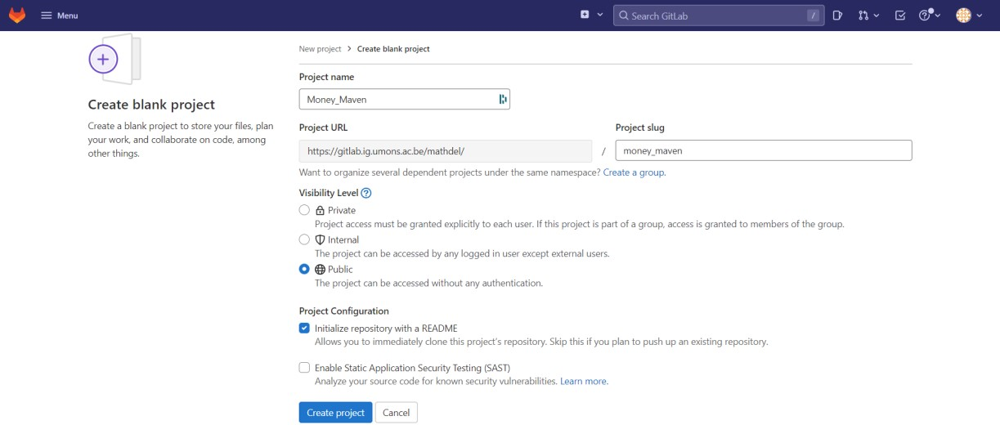 Menu
Search GitLab /
New project > Create blank project
Create blank project
Create a blank project to store your files, plan
your work, and collaborate on code, among
other things.
Project name
Money_Maven
Project URL
Project slug
https://gitlab.ig.umons.ac.be/mathdel/ / money_maven
Want to organize several dependent projects under the same namespace? Create a group.
Visibility Level ?
Private
Project access must be granted explicitly to each user. If this project is part of a group, access is granted to members of the group.
Internal
The project can be accessed by any logged in user except external users.
Public
The project can be accessed without any authentication.
Project Configuration
Initialize repository with a README
Allows you to immediately clone this project's repository. Skip this if you plan to push up an existing repository.
Enable Static Application Security Testing (SAST)
Analyze your source code for known security vulnerabilities. Learn more.
Create project Cancel